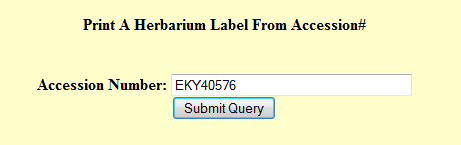 Print A Herbarium Label From Accession#
Accession Number: EKY40576
Submit Query